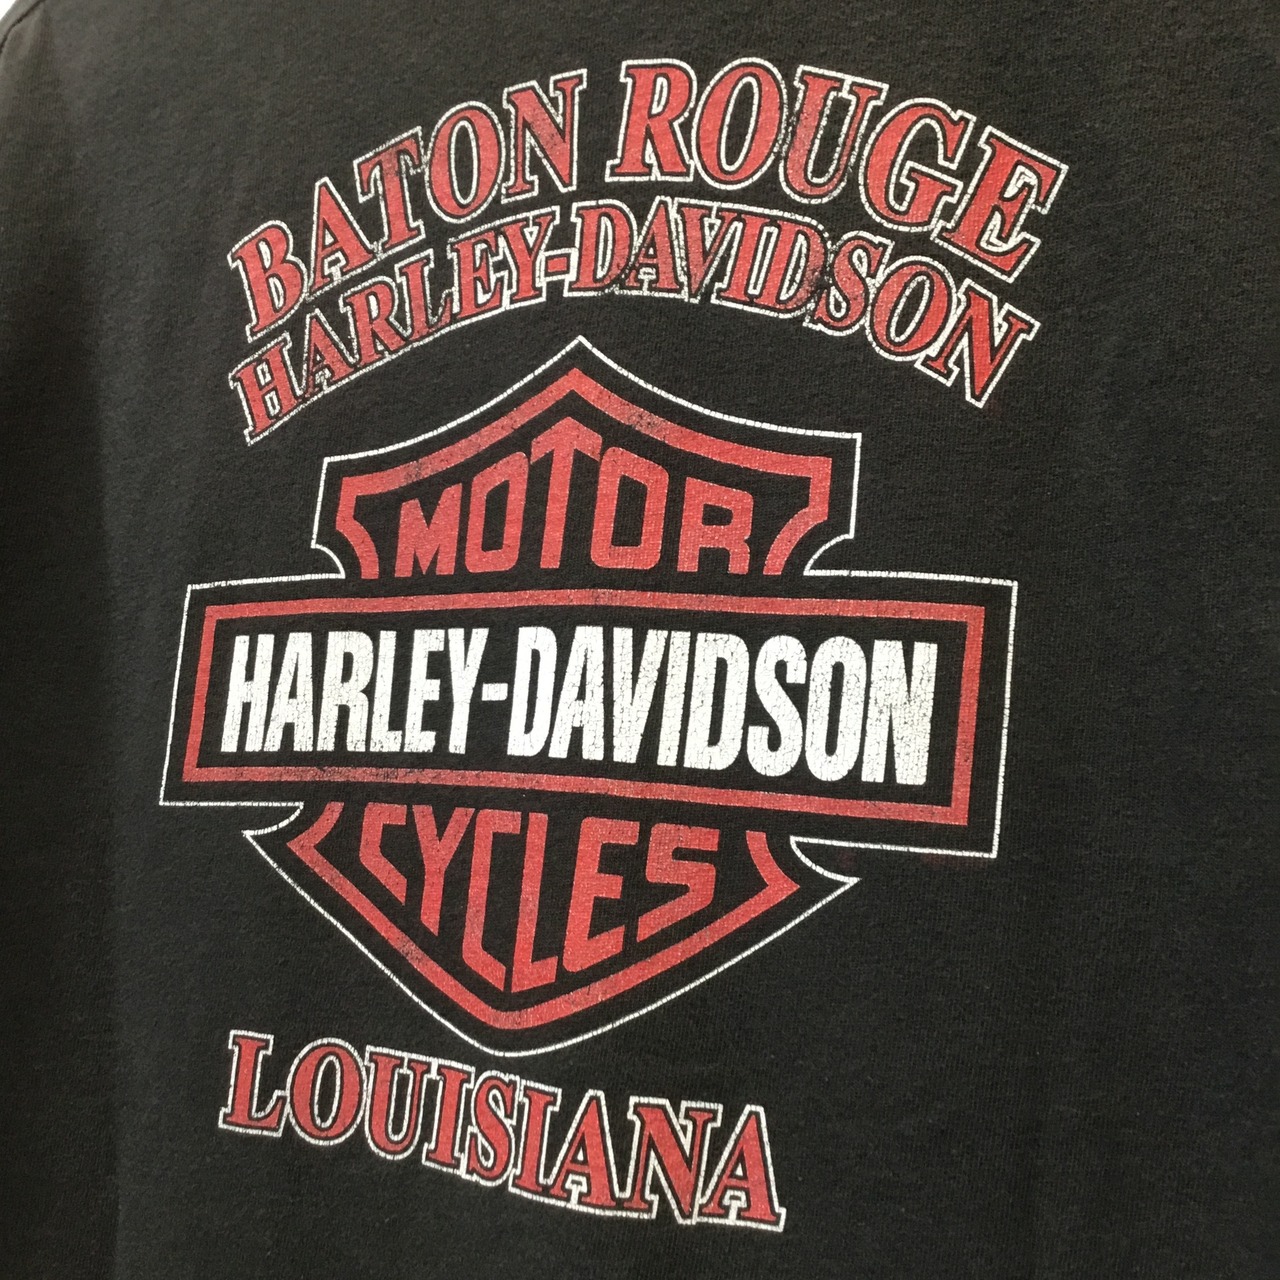 BATON ROUGE
HARLEY-DAVIDSON
MOTOR
HARLEY-DAVIDSON
CYCLES
LOUISIANA